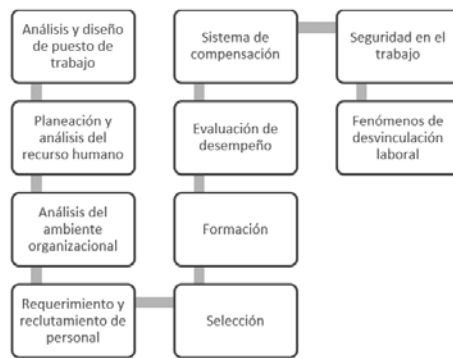 Análisis y diseño
de puesto de
trabajo
Planeación y
análisis del
recurso humano
Análisis del
ambiente
organizacional
Requerimiento y
reclutamiento de
personal
Selección
Formación
Evaluación de
desempeño
Sistema de
compensación
Seguridad en el
trabajo
Fenómenos de
desvinculación
laboral